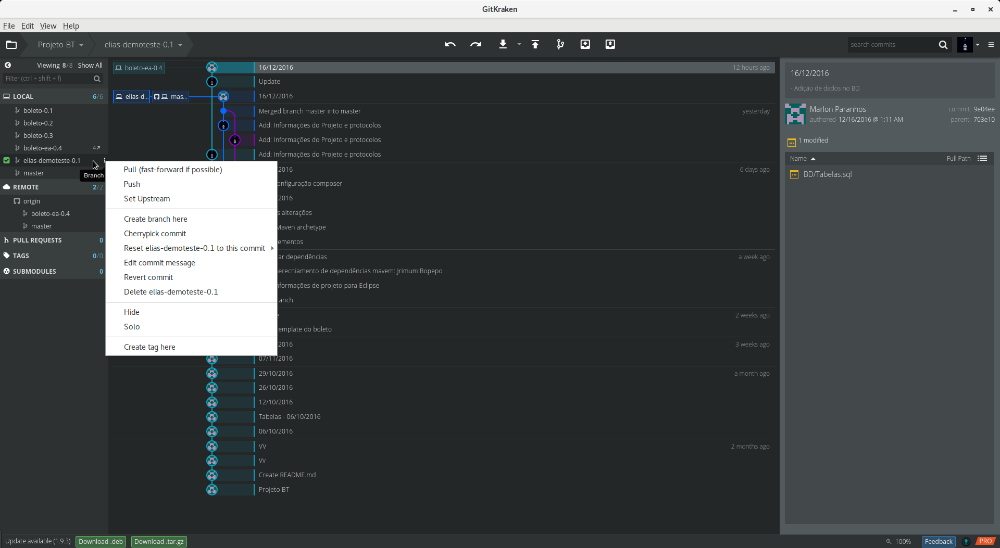 GitKraken
File Edit View Help
Projeto-BT
elias-demoteste-0.1
search commits
Viewing 8/8 Show All
Filter (ctrl + shift + f)
LOCAL 6/6
boleto-0.1
boleto-0.2
boleto-0.3
boleto-ea-0.4 4↗
elias-demoteste-0.1
master
Branch
REMOTE 2/2
origin
boleto-ea-0.4
master
PULL REQUESTS 0
TAGS 0/0
SUBMODULES 0
Pull (fast-forward if possible)
Push
Set Upstream
Create branch here
Cherrypick commit
Reset elias-demoteste-0.1 to this commit
Edit commit message
Revert commit
Delete elias-demoteste-0.1
Hide
Solo
Create tag here
boleto-ea-0.4 16/12/2016 12 hours ago
Update
elias-d... mas... 16/12/2016
Merged branch master into master yesterday
Add: Informações do Projeto e protocolos
Add: Informações do Projeto e protocolos
Add: Informações do Projeto e protocolos
/2016 6 days ago
onfiguração composer
/2016
s alterações
Maven archetype
ementos
ar dependências a week ago
erecniamento de dependências mavem: Jrimum:Bopepo
nformações de projeto para Eclipse
ranch
e 2 weeks ago
emplate do boleto
/2016 3 weeks ago
07/11/2016
29/10/2016 a month ago
26/10/2016
12/10/2016
Tabelas - 06/10/2016
06/10/2016
VV 2 months ago
Vv
Create README.md
Projeto BT
16/12/2016
- Adição de dados no BD
Marlon Paranhos commit: 9e04ee
authored 12/16/2016 @ 1:11 AM parent: 703e10
1 modified
Name Full Path
BD/Tabelas.sql
Update available (1.9.3) Download .deb Download .tar.gz 100% Feedback PRO